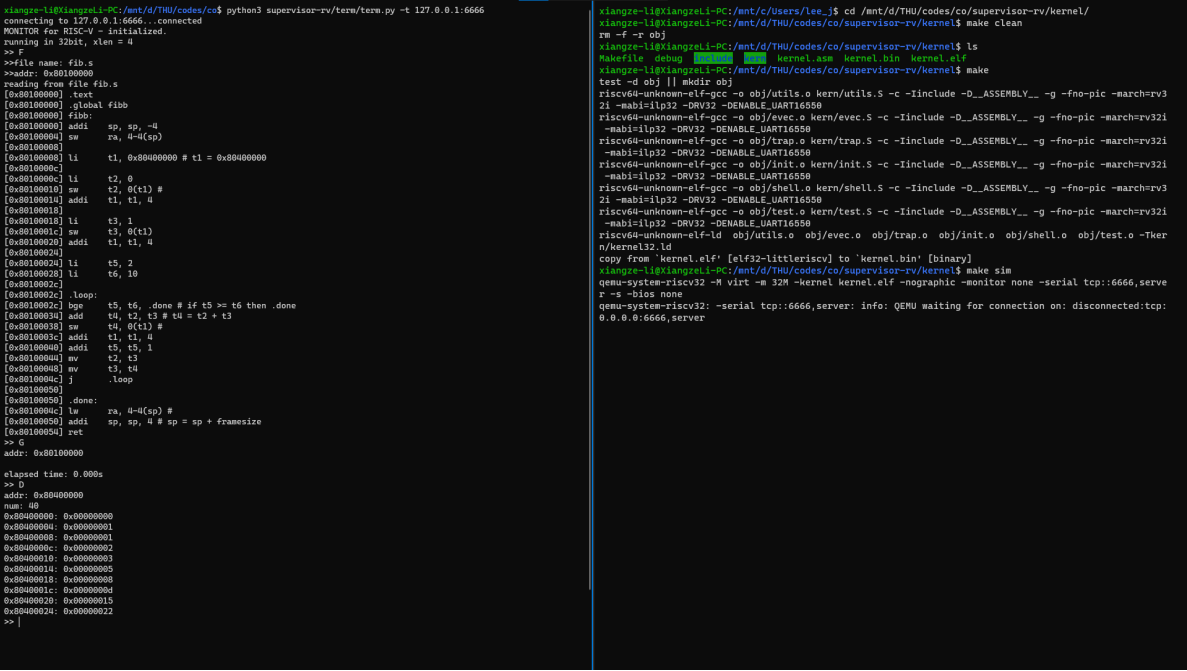 xiangze-li@XiangzeLi-PC:/mnt/d/THU/codes/co$ python3 supervisor-rv/term/term.py -t 127.0.0.1:6666
connecting to 127.0.0.1:6666...connected
MONITOR for RISC-V - initialized.
running in 32bit, xlen = 4
>> F
>>file name: fib.s
>>addr: 0x80100000
reading from file fib.s
[0x80100000] .text
[0x80100000] .global fibb
[0x80100000] fibb:
[0x80100000] addi    sp, sp, -4
[0x80100004] sw      ra, 4-4(sp)
[0x80100008]
[0x80100008] li      t1, 0x80400000 # t1 = 0x80400000
[0x8010000c]
[0x8010000c] li      t2, 0
[0x80100010] sw      t2, 0(t1) #
[0x80100014] addi    t1, t1, 4
[0x80100018]
[0x80100018] li      t3, 1
[0x8010001c] sw      t3, 0(t1)
[0x80100020] addi    t1, t1, 4
[0x80100024]
[0x80100024] li      t5, 2
[0x80100028] li      t6, 10
[0x8010002c]
[0x8010002c] .loop:
[0x8010002c] bge     t5, t6, .done # if t5 >= t6 then .done
[0x80100034] add     t4, t2, t3 # t4 = t2 + t3
[0x80100038] sw      t4, 0(t1) #
[0x8010003c] addi    t1, t1, 4
[0x80100040] addi    t5, t5, 1
[0x80100044] mv      t2, t3
[0x80100048] mv      t3, t4
[0x8010004c] j       .loop
[0x80100050]
[0x80100050] .done:
[0x8010004c] lw      ra, 4-4(sp) #
[0x80100050] addi    sp, sp, 4 # sp = sp + framesize
[0x80100054] ret
>> G
addr: 0x80100000
elapsed time: 0.000s
>> D
addr: 0x80400000
num: 40
0x80400000: 0x00000000
0x80400004: 0x00000001
0x80400008: 0x00000001
0x8040000c: 0x00000002
0x80400010: 0x00000003
0x80400014: 0x00000005
0x80400018: 0x00000008
0x8040001c: 0x0000000d
0x80400020: 0x00000015
0x80400024: 0x00000022
>>
xiangze-li@XiangzeLi-PC:/mnt/c/Users/lee_j$ cd /mnt/d/THU/codes/co/supervisor-rv/kernel/
xiangze-li@XiangzeLi-PC:/mnt/d/THU/codes/co/supervisor-rv/kernel$ make clean
rm -f -r obj
xiangze-li@XiangzeLi-PC:/mnt/d/THU/codes/co/supervisor-rv/kernel$ ls
Makefile  debug  include  kern  kernel.asm  kernel.bin  kernel.elf
xiangze-li@XiangzeLi-PC:/mnt/d/THU/codes/co/supervisor-rv/kernel$ make
test -d obj || mkdir obj
riscv64-unknown-elf-gcc -o obj/utils.o kern/utils.S -c -Iinclude -D__ASSEMBLY__ -g -fno-pic -march=rv3
2i -mabi=ilp32 -DRV32 -DENABLE_UART16550
riscv64-unknown-elf-gcc -o obj/evec.o kern/evec.S -c -Iinclude -D__ASSEMBLY__ -g -fno-pic -march=rv32i
 -mabi=ilp32 -DRV32 -DENABLE_UART16550
riscv64-unknown-elf-gcc -o obj/trap.o kern/trap.S -c -Iinclude -D__ASSEMBLY__ -g -fno-pic -march=rv32i
 -mabi=ilp32 -DRV32 -DENABLE_UART16550
riscv64-unknown-elf-gcc -o obj/init.o kern/init.S -c -Iinclude -D__ASSEMBLY__ -g -fno-pic -march=rv32i
 -mabi=ilp32 -DRV32 -DENABLE_UART16550
riscv64-unknown-elf-gcc -o obj/shell.o kern/shell.S -c -Iinclude -D__ASSEMBLY__ -g -fno-pic -march=rv3
2i -mabi=ilp32 -DRV32 -DENABLE_UART16550
riscv64-unknown-elf-gcc -o obj/test.o kern/test.S -c -Iinclude -D__ASSEMBLY__ -g -fno-pic -march=rv32i
 -mabi=ilp32 -DRV32 -DENABLE_UART16550
riscv64-unknown-elf-ld  obj/utils.o  obj/evec.o  obj/trap.o  obj/init.o  obj/shell.o  obj/test.o -Tker
n/kernel32.ld
copy from `kernel.elf' [elf32-littleriscv] to `kernel.bin' [binary]
xiangze-li@XiangzeLi-PC:/mnt/d/THU/codes/co/supervisor-rv/kernel$ make sim
qemu-system-riscv32 -M virt -m 32M -kernel kernel.elf -nographic -monitor none -serial tcp::6666,serve
r -s -bios none
qemu-system-riscv32: -serial tcp::6666,server: info: QEMU waiting for connection on: disconnected:tcp:
0.0.0.0:6666,server